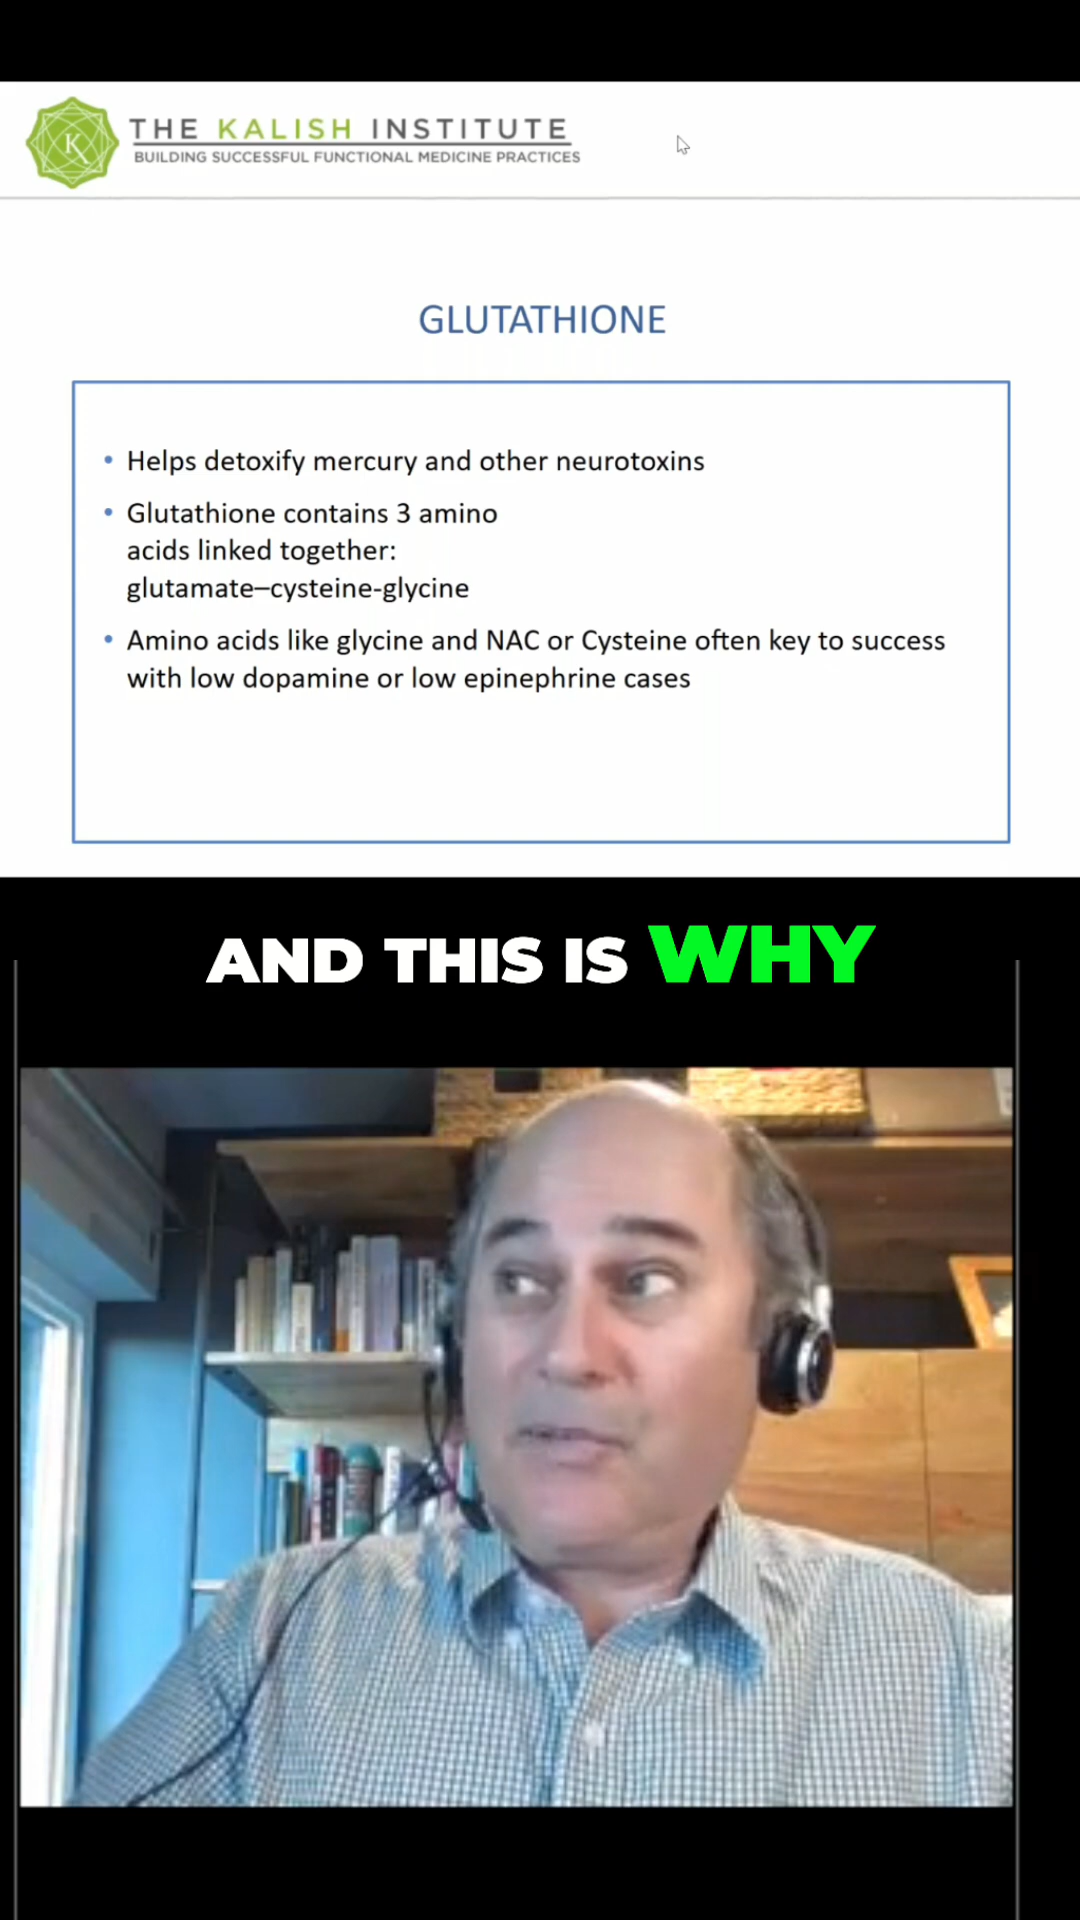 K
THE KALISH INSTITUTE
BUILDING SUCCESSFUL FUNCTIONAL MEDICINE PRACTICES
GLUTATHIONE
• Helps detoxify mercury and other neurotoxins
• Glutathione contains 3 amino
acids linked together:
glutamate–cysteine-glycine
• Amino acids like glycine and NAC or Cysteine often key to success
with low dopamine or low epinephrine cases
AND THIS IS WHY